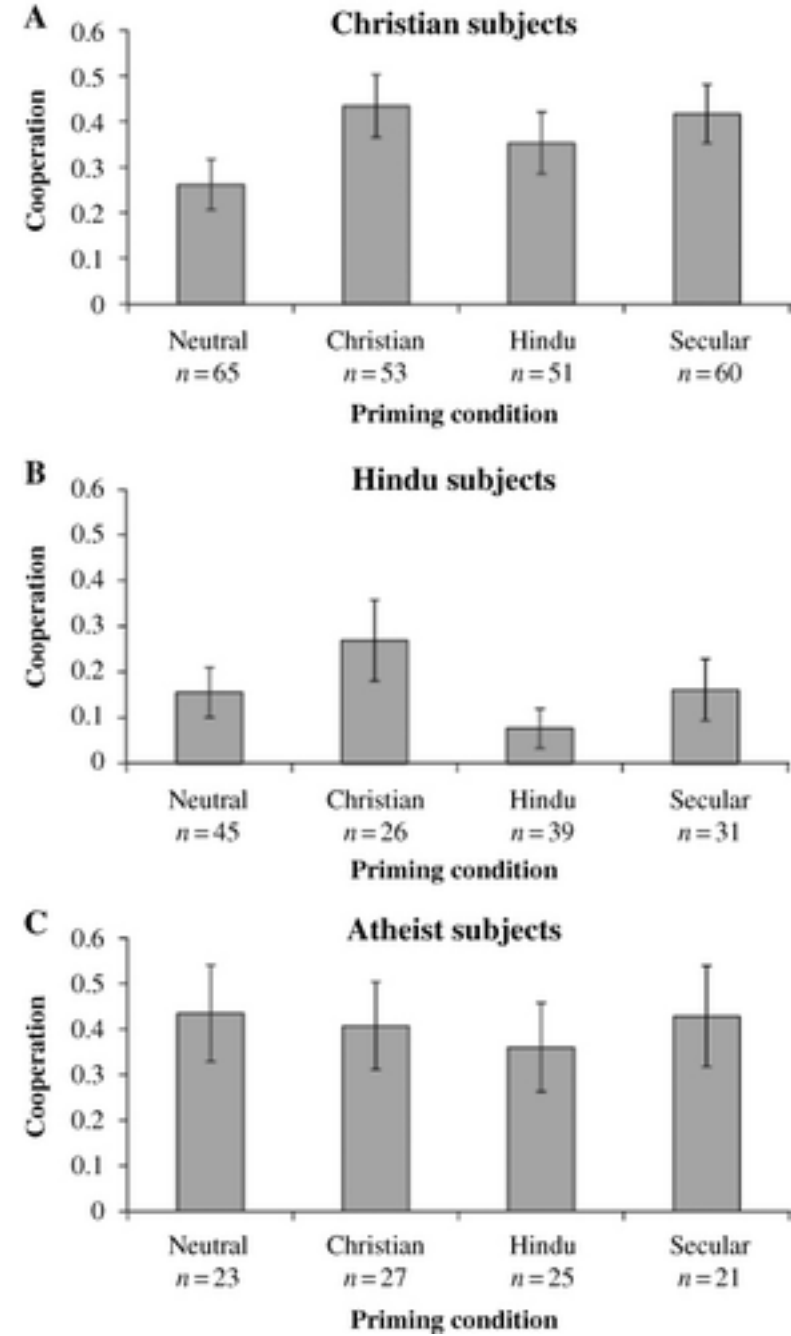 A
Christian subjects
0.6
0.5
0.4
0.3
0.2
0.1
0
Cooperation
Neutral Christian Hindu Secular
n=65 n=53 n=51 n=60
Priming condition
B
Hindu subjects
0.6
0.5
0.4
0.3
0.2
0.1
0
Cooperation
Neutral Christian Hindu Secular
n=45 n=26 n=39 n=31
Priming condition
C
Atheist subjects
0.6
0.5
0.4
0.3
0.2
0.1
0
Cooperation
Neutral Christian Hindu Secular
n=23 n=27 n=25 n=21
Priming condition